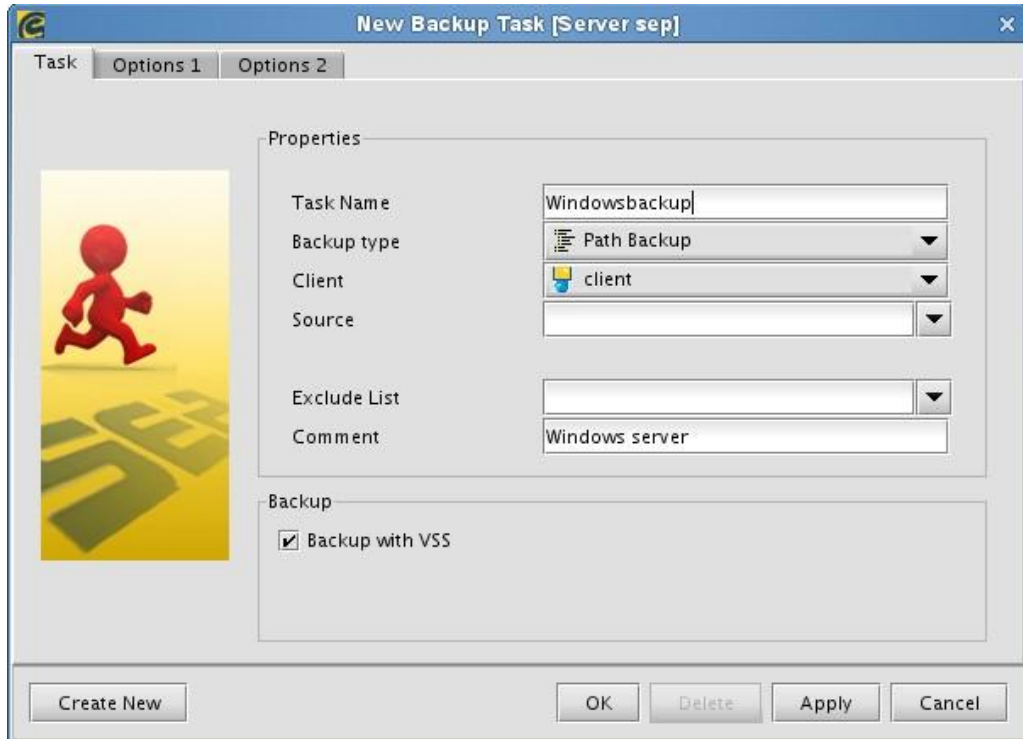 New Backup Task [Server sep]
Task Options 1 Options 2
Properties
Task Name Windowsbackup
Backup type Path Backup
Client client
Source
Exclude List
Comment Windows server
Backup
Backup with VSS
Create New OK Delete Apply Cancel